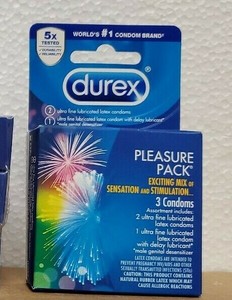 WORLD'S #1 CONDOM BRAND*
5x
TESTED
durex
2 ultra fine lubricated latex condoms
1 ultra fine lubricated latex condom with delay lubricant*
*male genital desensitizer
PLEASURE
PACK®
EXCITING MIX OF
SENSATION AND STIMULATION...
3 Condoms
Assortment includes:
2 ultra fine lubricated
latex condoms
1 ultra fine lubricated
latex condom
with delay lubricant*
*male genital desensitizer
LATEX CONDOMS ARE INTENDED TO
PREVENT PREGNANCY, HIV/AIDS AND OTHER
SEXUALLY TRANSMITTED INFECTIONS (STIs)
CAUTION: THIS PRODUCT CONTAINS
NATURAL RUBBER LATEX WHICH MAY
CAUSE ALLERGIC REACTIONS